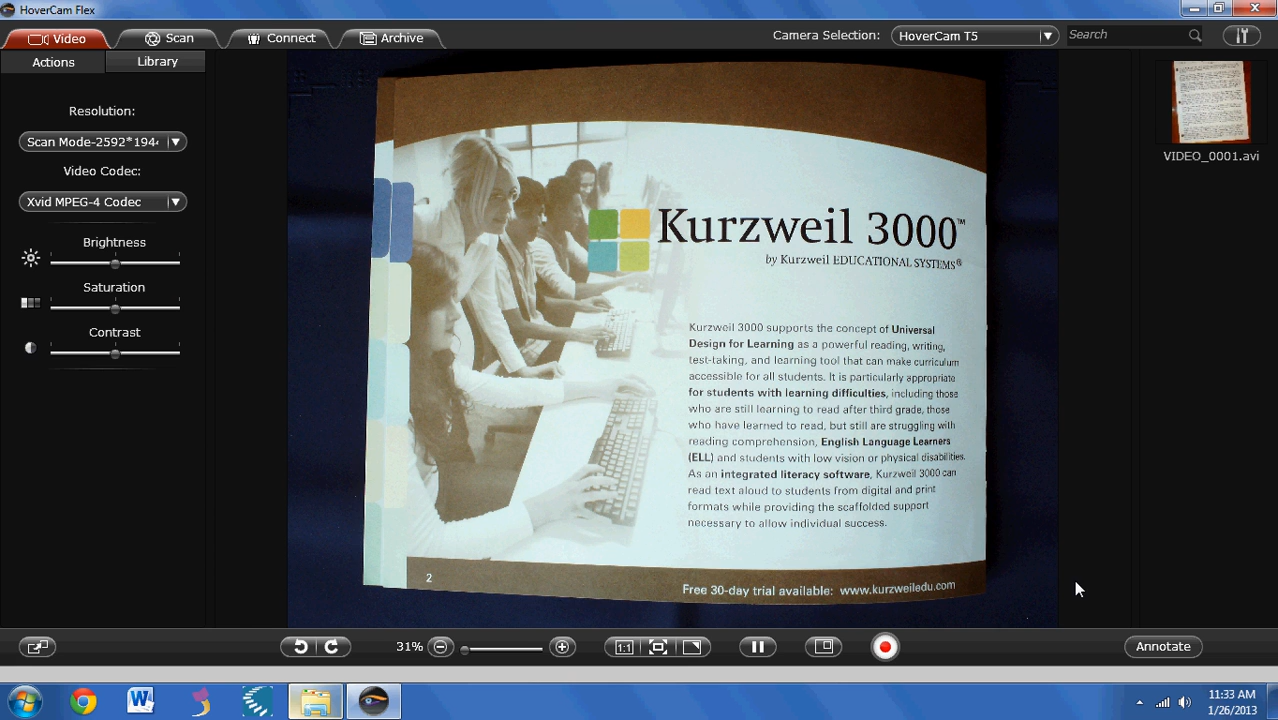 HoverCam Flex
Video
Scan
Connect
Archive
Camera Selection:
HoverCam T5
Search
Actions
Library
Resolution:
Scan Mode-2592*194
Video Codec:
Xvid MPEG-4 Codec
Brightness
Saturation
Contrast
Kurzweil 3000™
by Kurzweil EDUCATIONAL SYSTEMS®
Kurzweil 3000 supports the concept of Universal
Design for Learning as a powerful reading, writing,
test-taking, and learning tool that can make curriculum
accessible for all students. It is particularly appropriate
for students with learning difficulties, including those
who are still learning to read after third grade, those
who have learned to read, but still are struggling with
reading comprehension, English Language Learners
(ELL) and students with low vision or physical disabilities.
As an integrated literacy software, Kurzweil 3000 can
read text aloud to students from digital and print
formats while providing the scaffolded support
necessary to allow individual success.
2
Free 30-day trial available: www.kurzweiledu.com
VIDEO_0001.avi
31%
1:1
Annotate
11:33 AM
1/26/2013